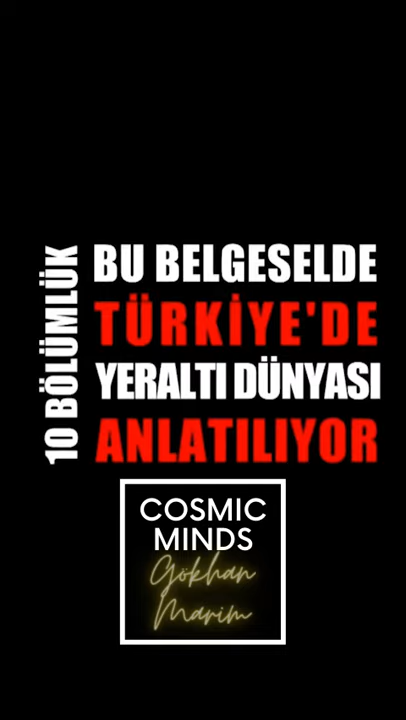 10 BÖLÜMLÜK
BU BELGESELDE
TÜRKİYE'DE
YERALTI DÜNYASI
ANLATILIYOR
COSMIC
MINDS
Gökhan
Marim